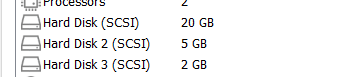 Processors 2
Hard Disk (SCSI) 20 GB
Hard Disk 2 (SCSI) 5 GB
Hard Disk 3 (SCSI) 2 GB